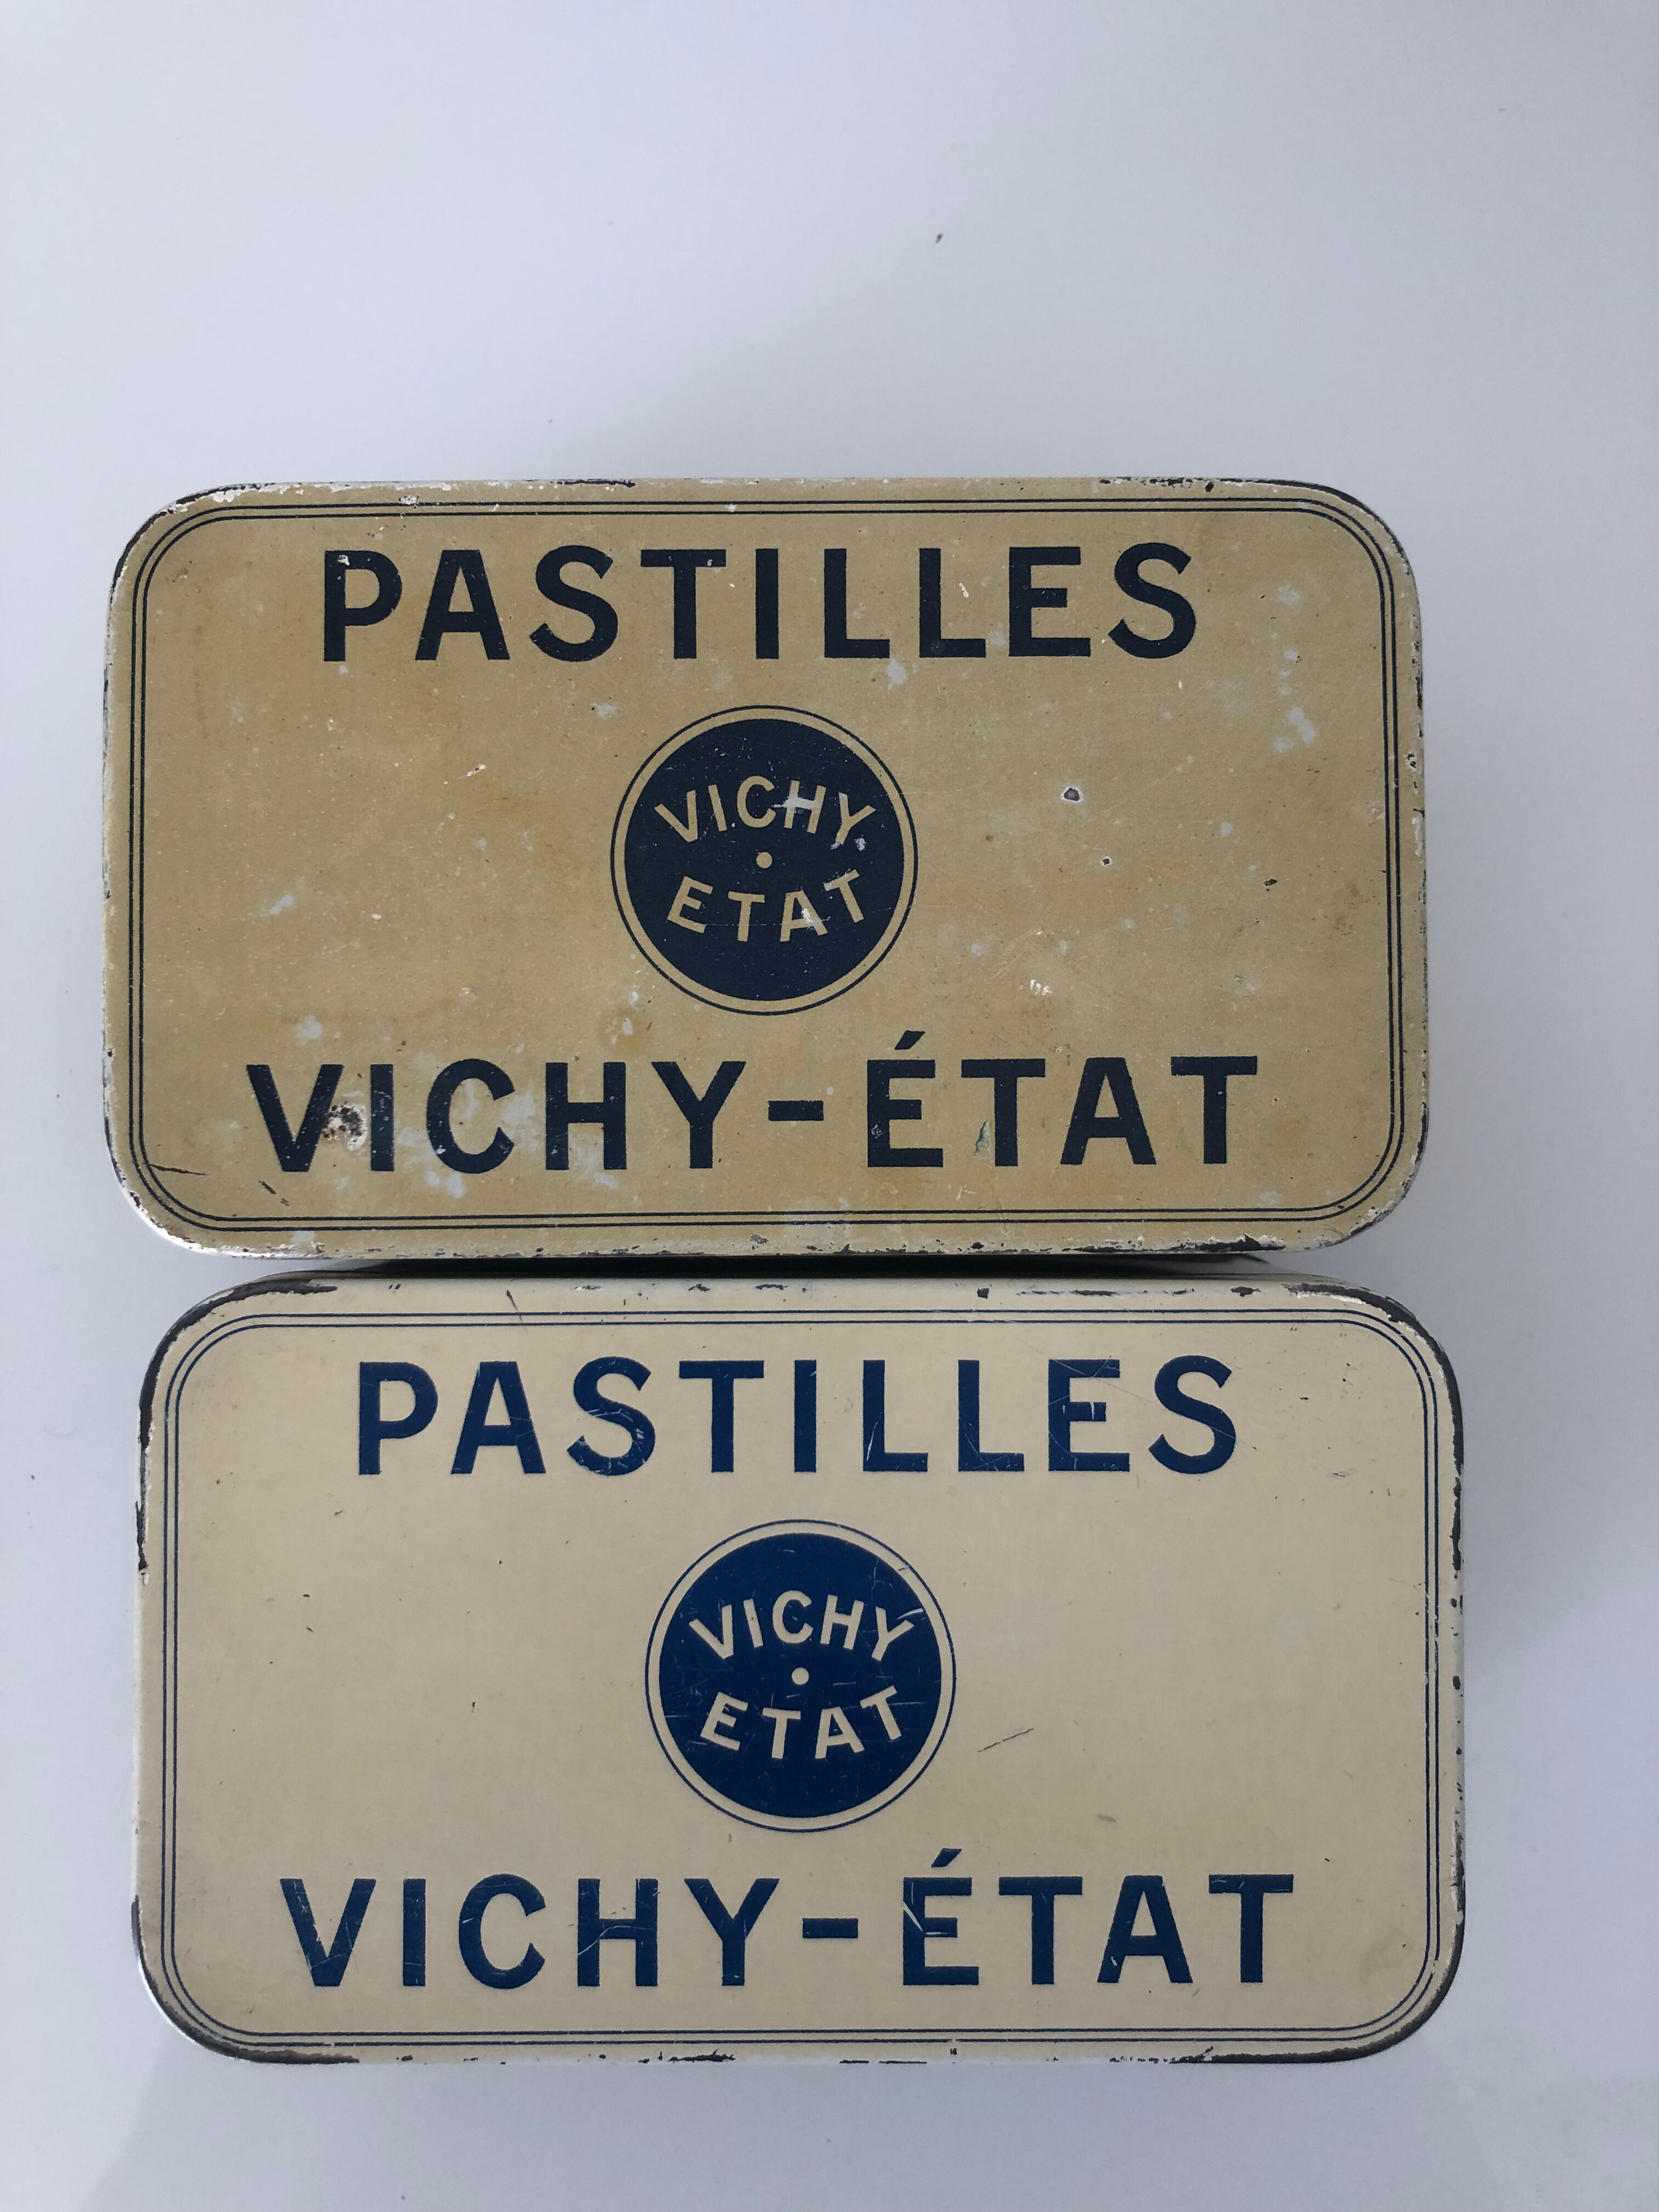 PASTILLES
VICHY
ETAT
VICHY-ÉTAT
PASTILLES
VICHY
ETAT
VICHY-ÉTAT